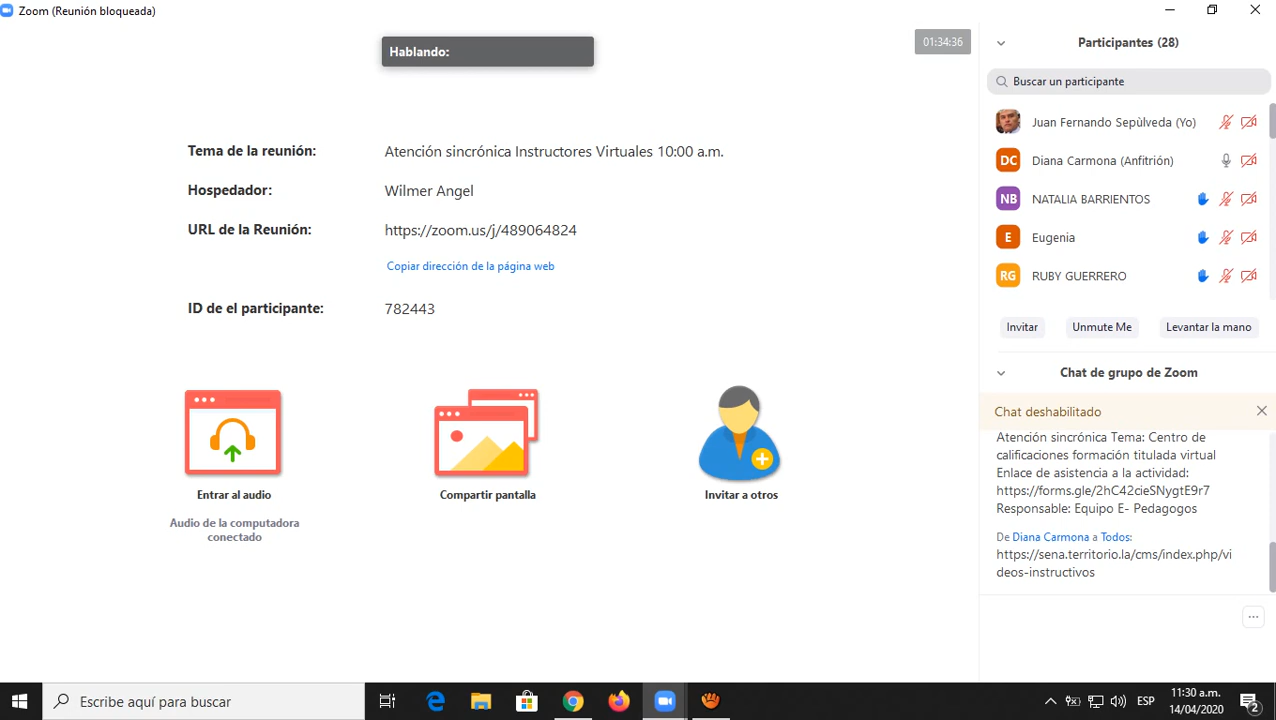 Zoom (Reunión bloqueada)
Hablando:
01:34:36
Tema de la reunión: Atención sincrónica Instructores Virtuales 10:00 a.m.
Hospedador: Wilmer Angel
URL de la Reunión: https://zoom.us/j/489064824
Copiar dirección de la página web
ID de el participante: 782443
Entrar al audio
Audio de la computadora
conectado
Compartir pantalla
Invitar a otros
Participantes (28)
Buscar un participante
Juan Fernando Sepùlveda (Yo)
DC Diana Carmona (Anfitrión)
NB NATALIA BARRIENTOS
E Eugenia
RG RUBY GUERRERO
Invitar Unmute Me Levantar la mano
Chat de grupo de Zoom
Chat deshabilitado
Atención sincrónica Tema: Centro de
calificaciones formación titulada virtual
Enlace de asistencia a la actividad:
https://forms.gle/2hC42cieSNygtE9r7
Responsable: Equipo E- Pedagogos
De Diana Carmona a Todos:
https://sena.territorio.la/cms/index.php/vi
deos-instructivos
Escribe aquí para buscar
ESP
11:30 a.m.
14/04/2020
2